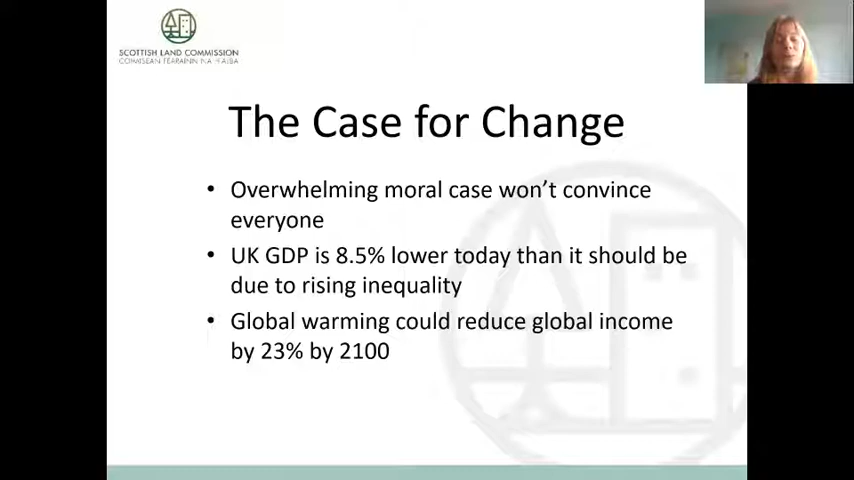 SCOTTISH LAND COMMISSION
COIMISEAN FEARAINN NA H-ALBA
The Case for Change
• Overwhelming moral case won’t convince
everyone
• UK GDP is 8.5% lower today than it should be
due to rising inequality
• Global warming could reduce global income
by 23% by 2100